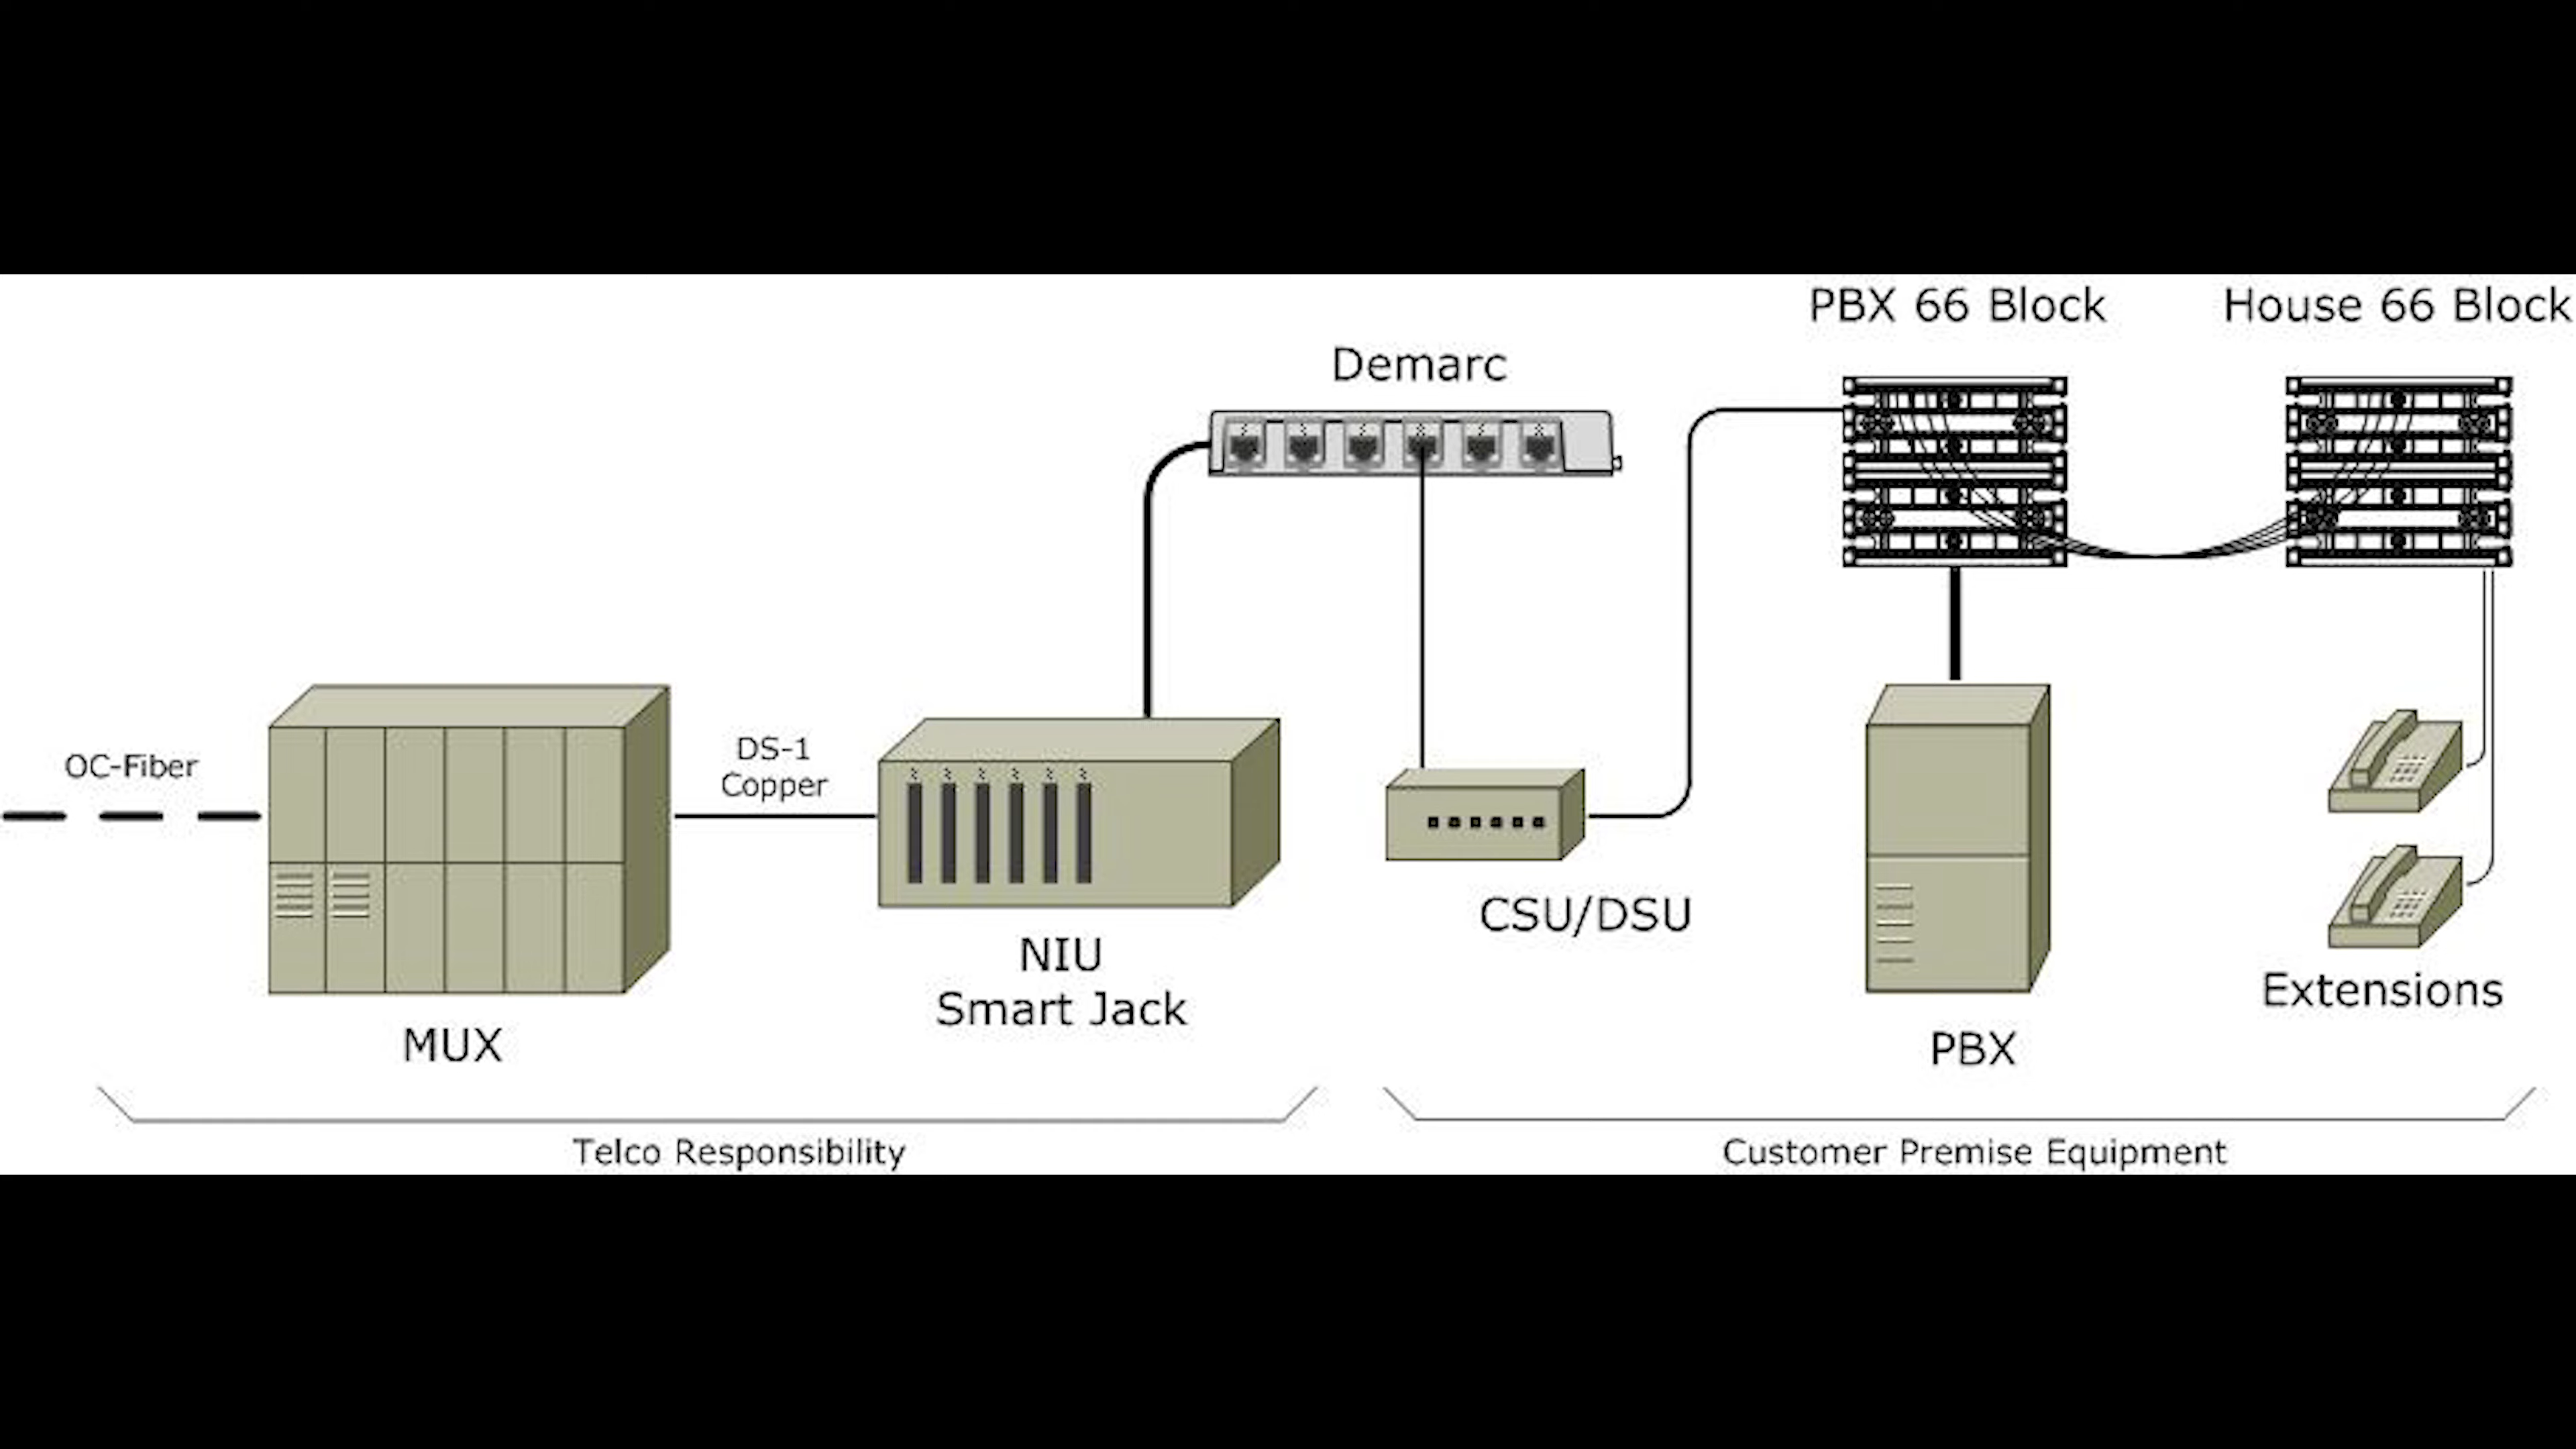 PBX 66 Block
House 66 Block
Demarc
OC-Fiber
DS-1
Copper
CSU/DSU
NIU
Smart Jack
MUX
PBX
Extensions
Telco Responsibility
Customer Premise Equipment